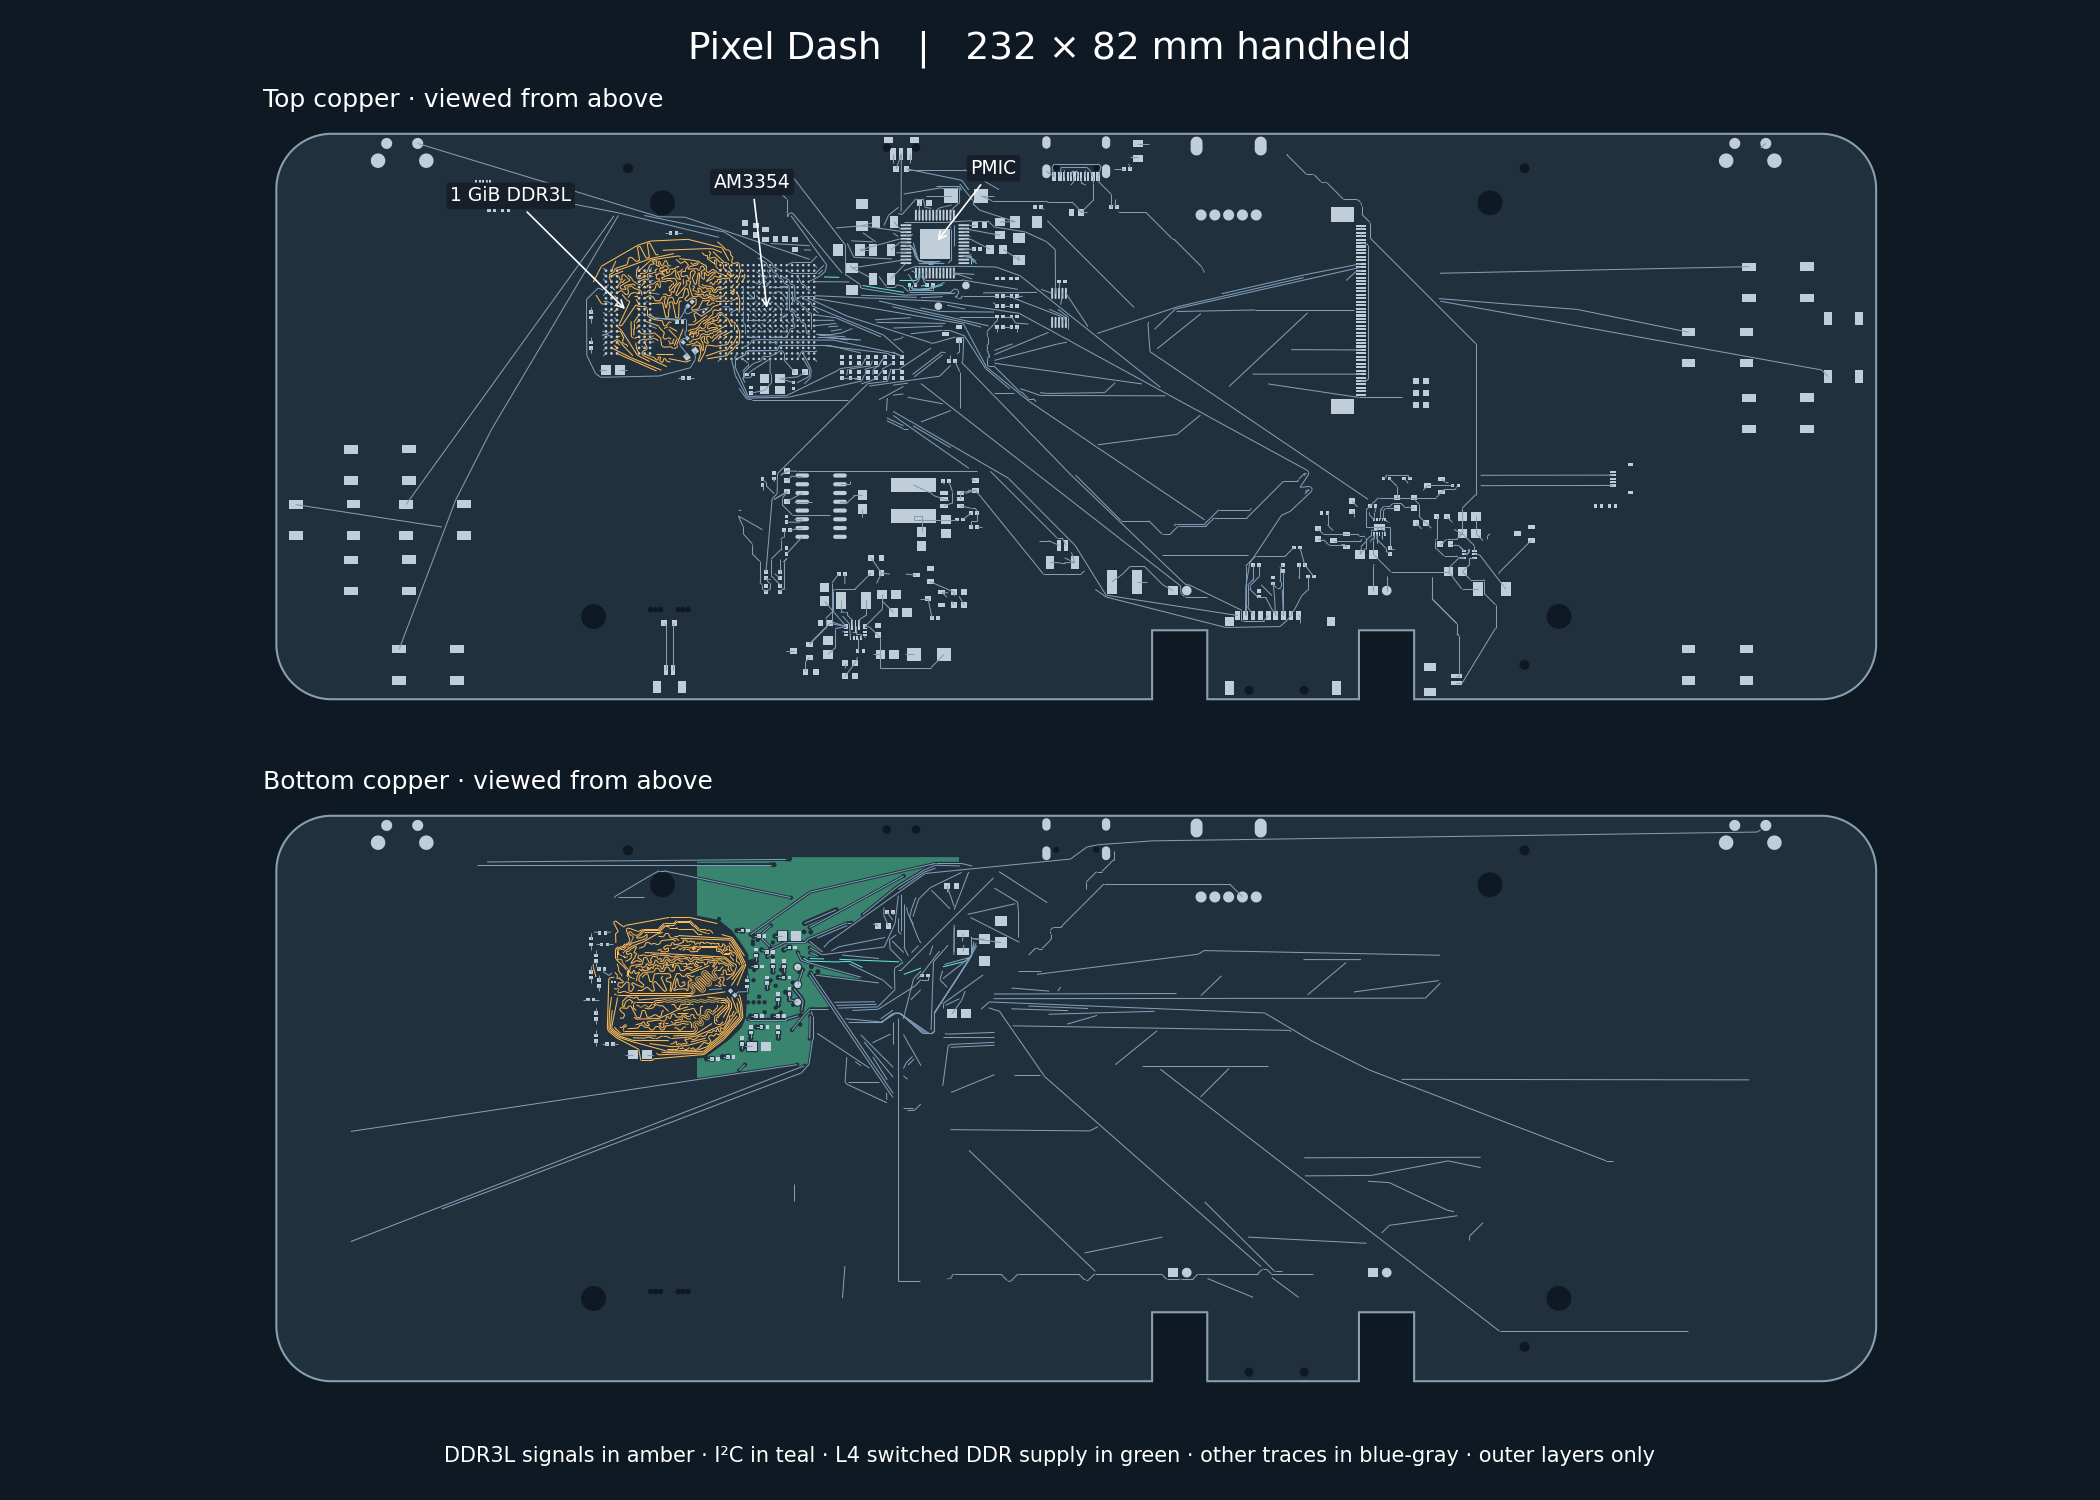 Pixel Dash | 232 × 82 mm handheld
Top copper · viewed from above
1 GiB DDR3L
AM3354
PMIC
Bottom copper · viewed from above
DDR3L signals in amber · I²C in teal · L4 switched DDR supply in green · other traces in blue-gray · outer layers only